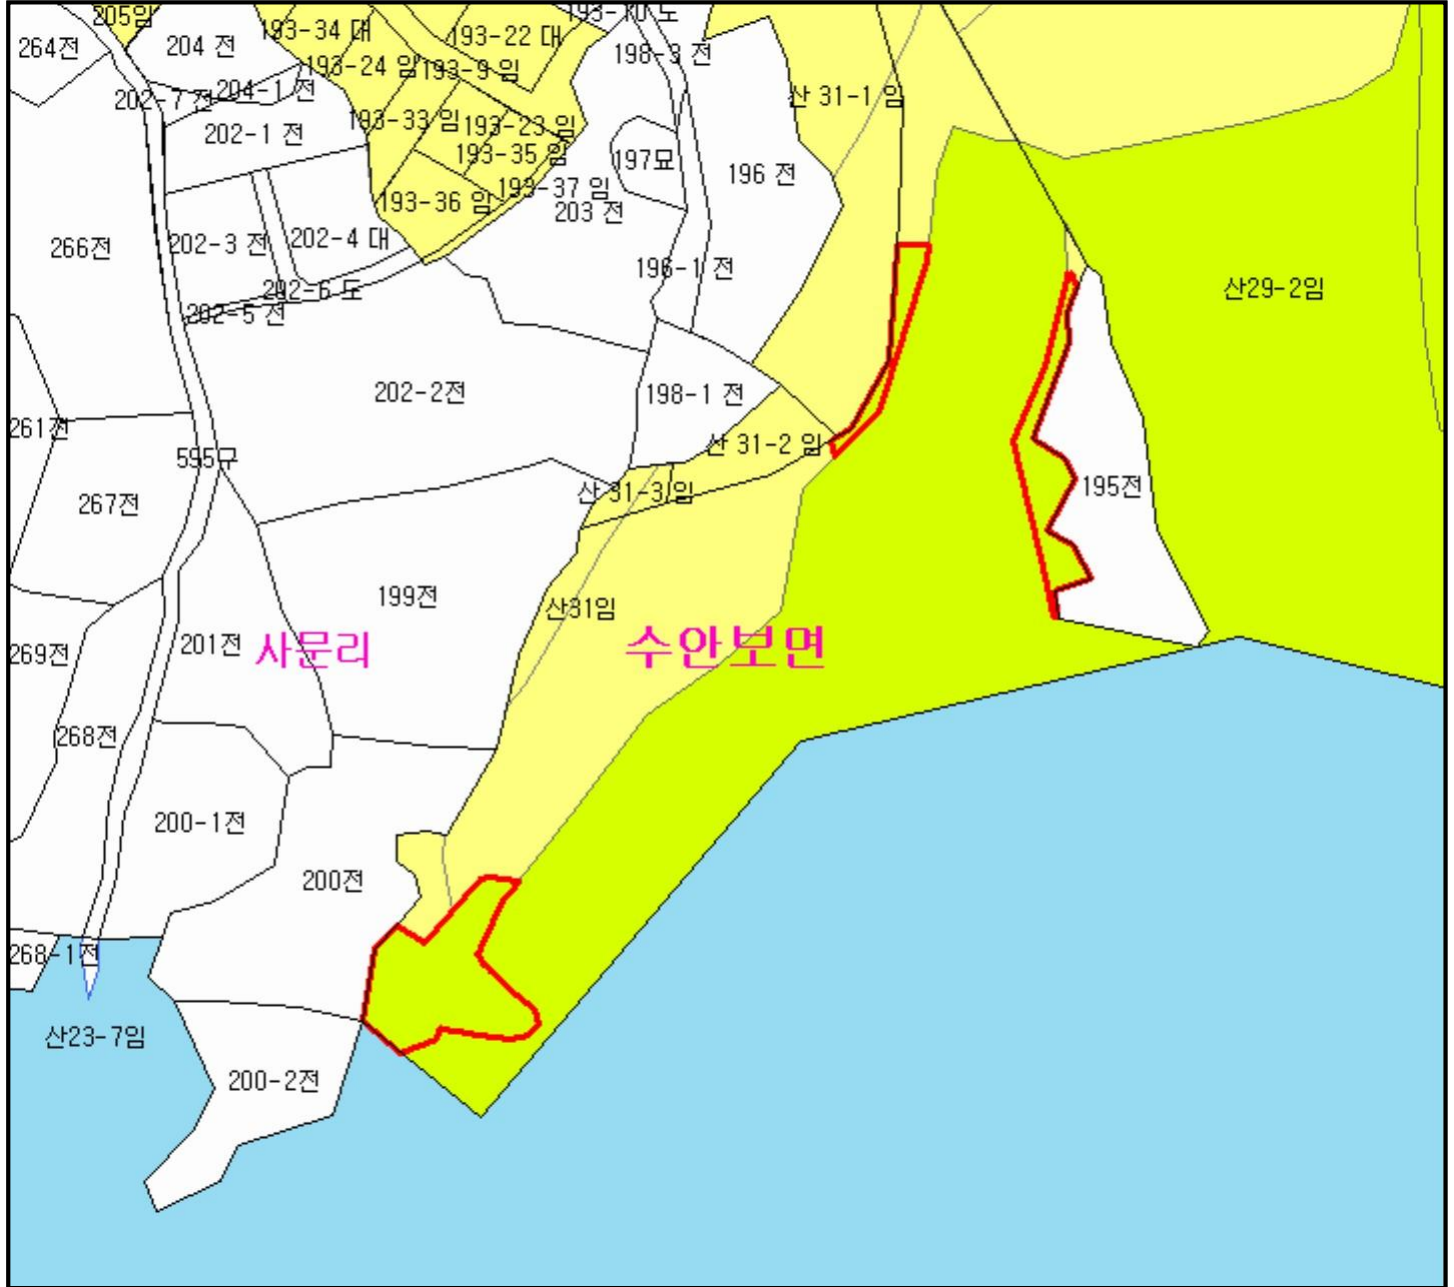 205임
193-34 대
193-22 대
193-10 도
264전
204 전
198-3 전
193-24 임
193-9 임
202-7 전
204-1 전
산 31-1 임
202-1 전
193-33 임
193-23 임
193-35 임
197묘
196 전
193-37 임
193-36 임
203 전
266전
202-3 전
202-4 대
196-1 전
산29-2임
202-6 도
202-5 전
202-2전
198-1 전
261전
산 31-2 임
595구
산 31-3 임
195전
267전
199전
산31임
201전
사문리
수안보면
269전
268전
200-1전
200전
268-1전
산23-7임
200-2전